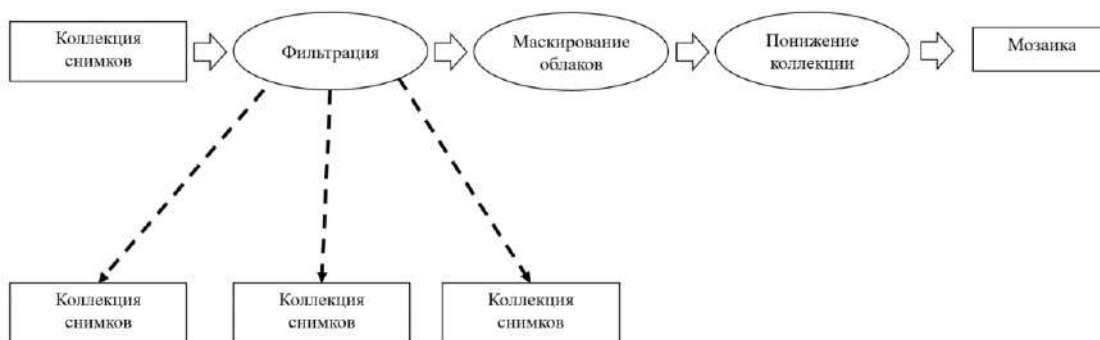 Коллекция
снимков
Фильтрация
Маскирование
облаков
Понижение
коллекции
Мозаика
Коллекция
снимков
Коллекция
снимков
Коллекция
снимков